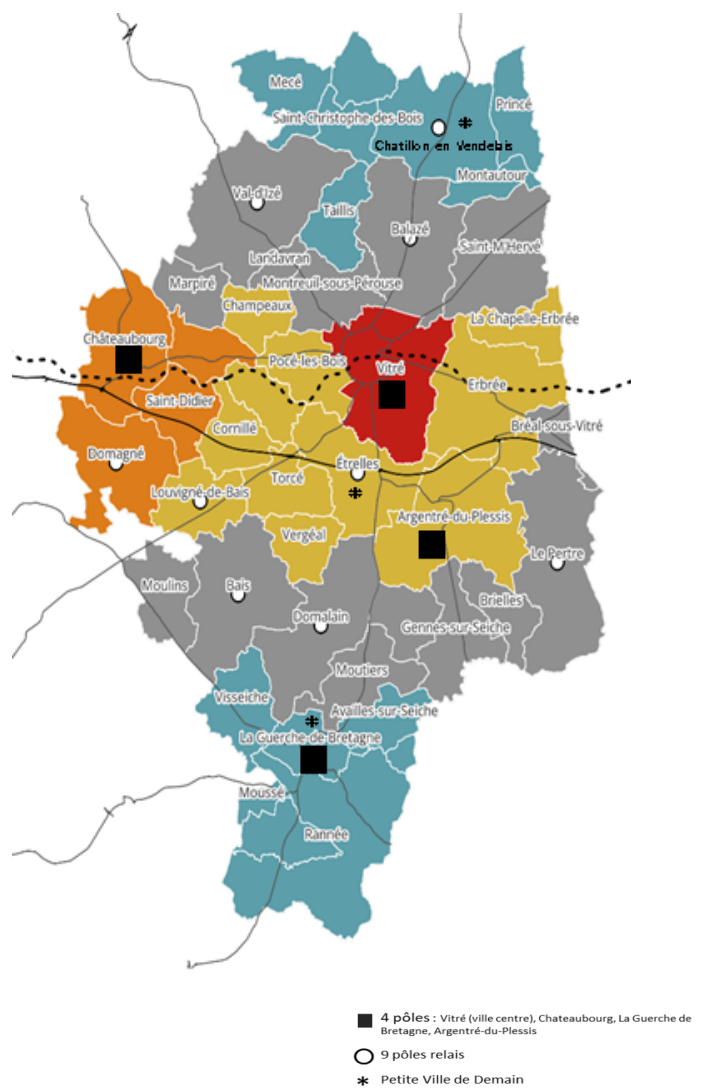 Mecé
Princé
Saint-Christophe-des-Bois
Chatillon en Vendelais
Montautour
Val-d'Izé
Taillis
Balazé
Saint-M'Hervé
Landavran
Marpiré
Montreuil-sous-Pérouse
Champeaux
La Chapelle-Erbrée
Châteaubourg
Pocé-les-Bois
Vitré
Erbrée
Saint-Didier
Cornillé
Bréal-sous-Vitré
Domagné
Étrelles
Torcé
Louvigné-de-Bais
Argentré-du-Plessis
Vergéal
Le Pertre
Moulins
Bais
Brielles
Domalain
Gennes-sur-Seiche
Moutiers
Visseiche
Availles-sur-Seiche
La Guerche-de-Bretagne
Moussé
Rannée
4 pôles : Vitré (ville centre), Chateaubourg, La Guerche de
Bretagne, Argentré-du-Plessis
9 pôles relais
Petite Ville de Demain